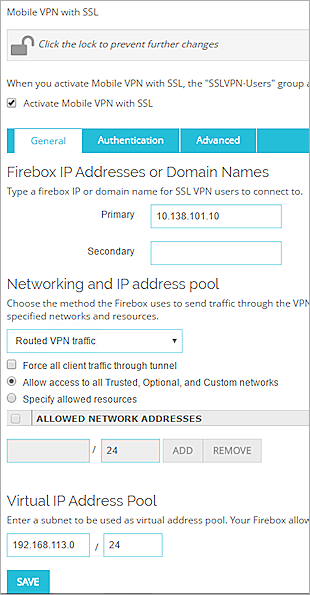 Mobile VPN with SSL
Click the lock to prevent further changes
When you activate Mobile VPN with SSL, the "SSLVPN-Users" group a
Activate Mobile VPN with SSL
General Authentication Advanced
Firebox IP Addresses or Domain Names
Type a firebox IP or domain name for SSL VPN users to connect to.
Primary 10.138.101.10
Secondary
Networking and IP address pool
Choose the method the Firebox uses to send traffic through the VPN
specified networks and resources.
Routed VPN traffic
Force all client traffic through tunnel
Allow access to all Trusted, Optional, and Custom networks
Specify allowed resources
ALLOWED NETWORK ADDRESSES
/ 24 ADD REMOVE
Virtual IP Address Pool
Enter a subnet to be used as virtual address pool. Your Firebox allow
192.168.113.0 / 24
SAVE